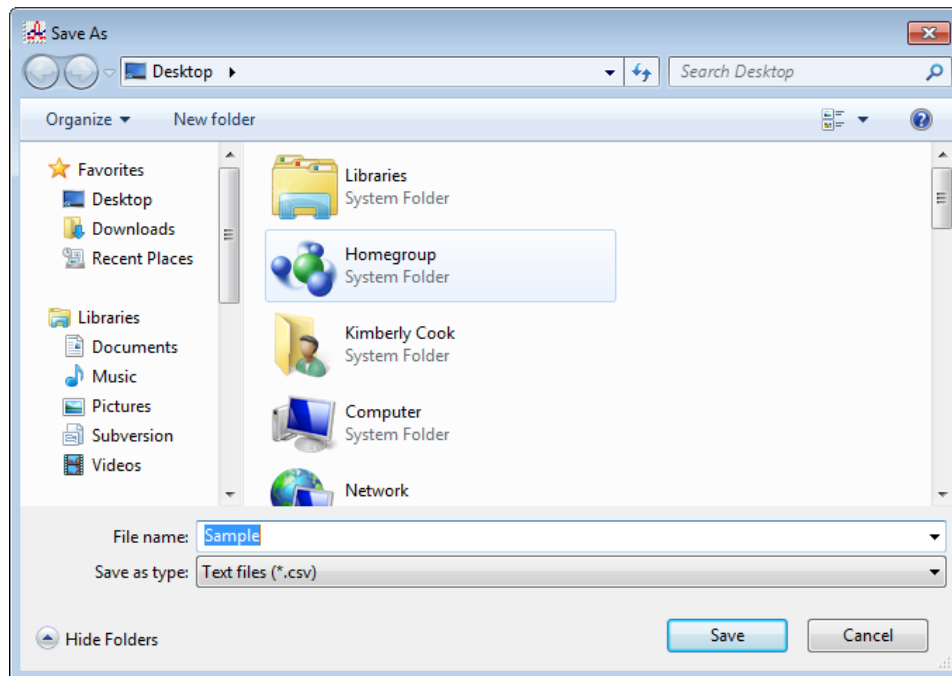 Save As
Desktop
Search Desktop
Organize
New folder
Favorites
Desktop
Downloads
Recent Places
Libraries
Documents
Music
Pictures
Subversion
Videos
Libraries
System Folder
Homegroup
System Folder
Kimberly Cook
System Folder
Computer
System Folder
Network
File name: Sample
Save as type: Text files (*.csv)
Hide Folders
Save
Cancel